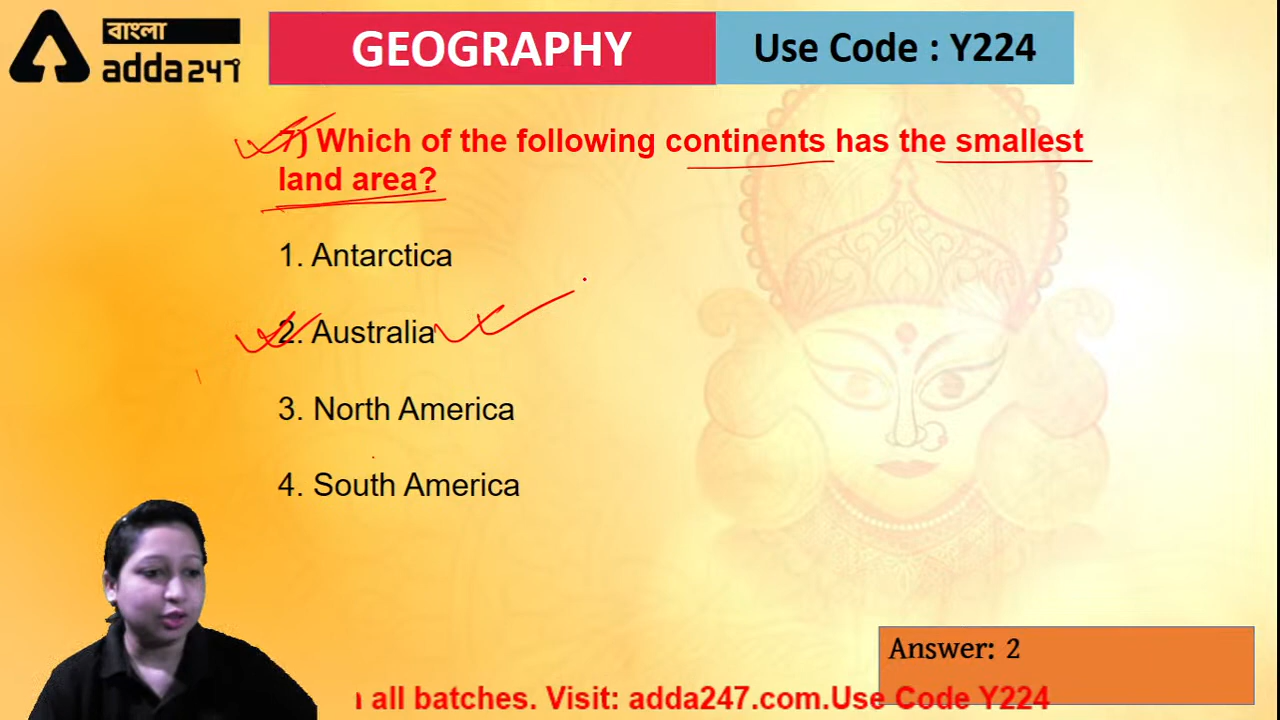 বাংলা
adda247
GEOGRAPHY
Use Code : Y224
7) Which of the following continents has the smallest
land area?
1. Antarctica
2. Australia
3. North America
4. South America
Answer: 2
all batches. Visit: adda247.com.Use Code Y224